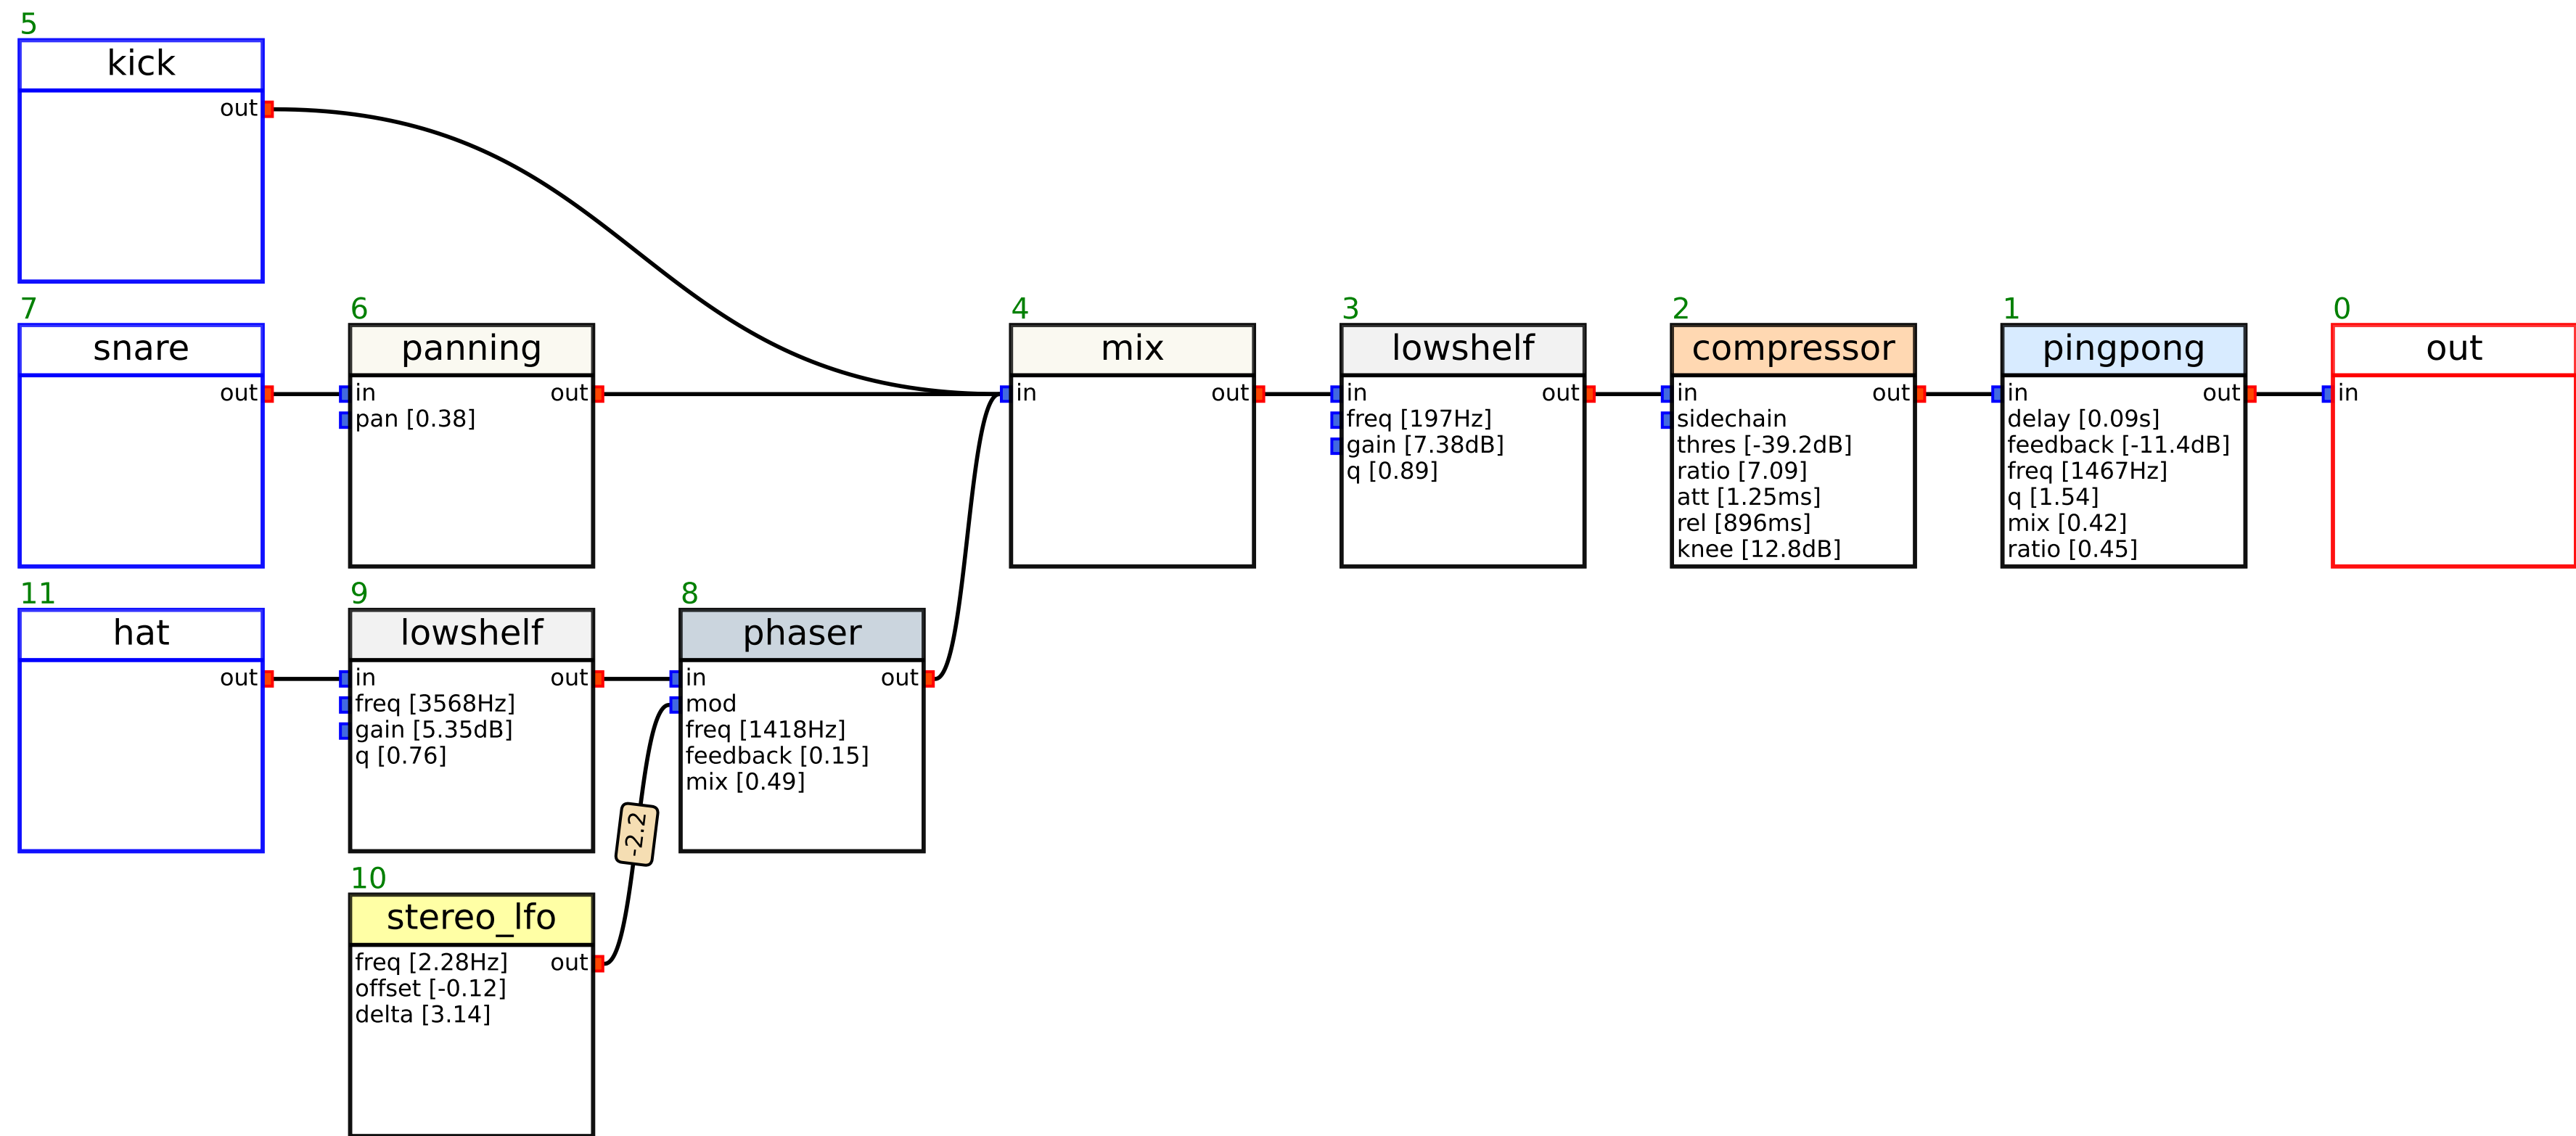 5
kick
out
7
snare
out
6
panning
in out
pan [0.38]
4
mix
in out
3
lowshelf
in out
freq [197Hz]
gain [7.38dB]
q [0.89]
2
compressor
in out
sidechain
thres [-39.2dB]
ratio [7.09]
att [1.25ms]
rel [896ms]
knee [12.8dB]
1
pingpong
in out
delay [0.09s]
feedback [-11.4dB]
freq [1467Hz]
q [1.54]
mix [0.42]
ratio [0.45]
0
out
in
11
hat
out
9
lowshelf
in out
freq [3568Hz]
gain [5.35dB]
q [0.76]
8
phaser
in out
mod
freq [1418Hz]
feedback [0.15]
mix [0.49]
-2.2
10
stereo_lfo
freq [2.28Hz] out
offset [-0.12]
delta [3.14]